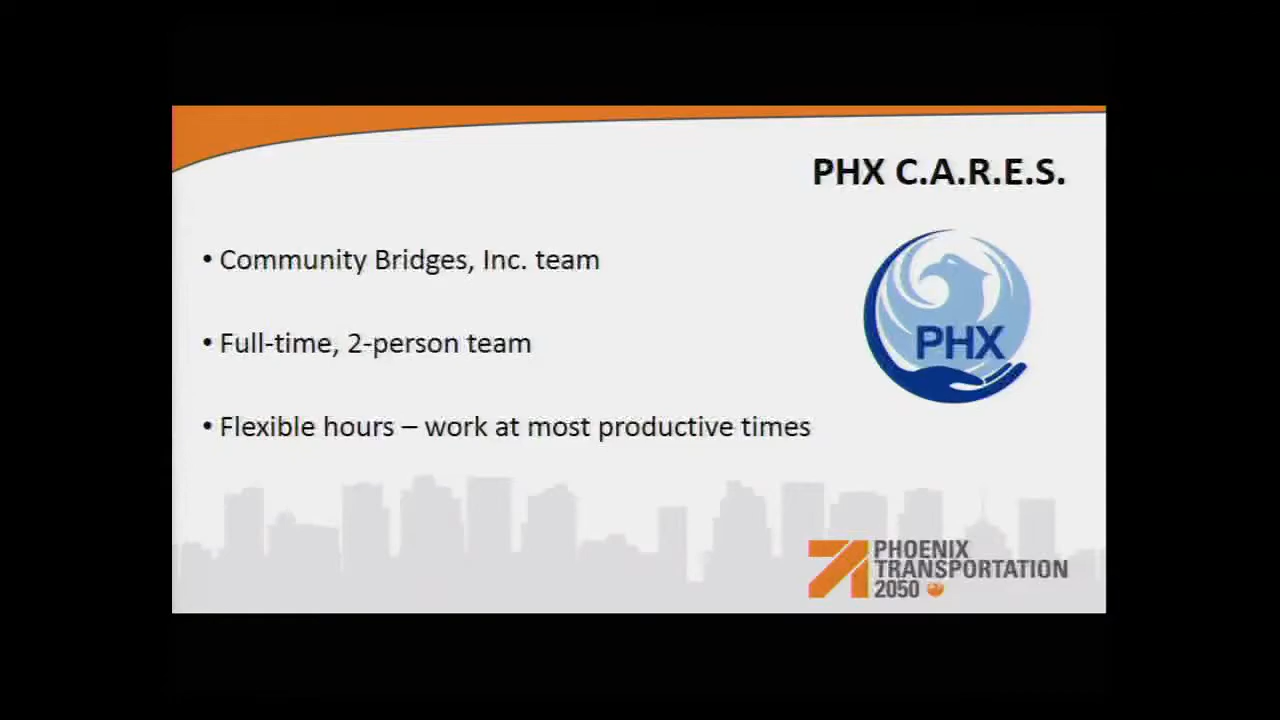 PHX C.A.R.E.S.
• Community Bridges, Inc. team
• Full-time, 2-person team
• Flexible hours – work at most productive times
PHX
PHOENIX
TRANSPORTATION
2050